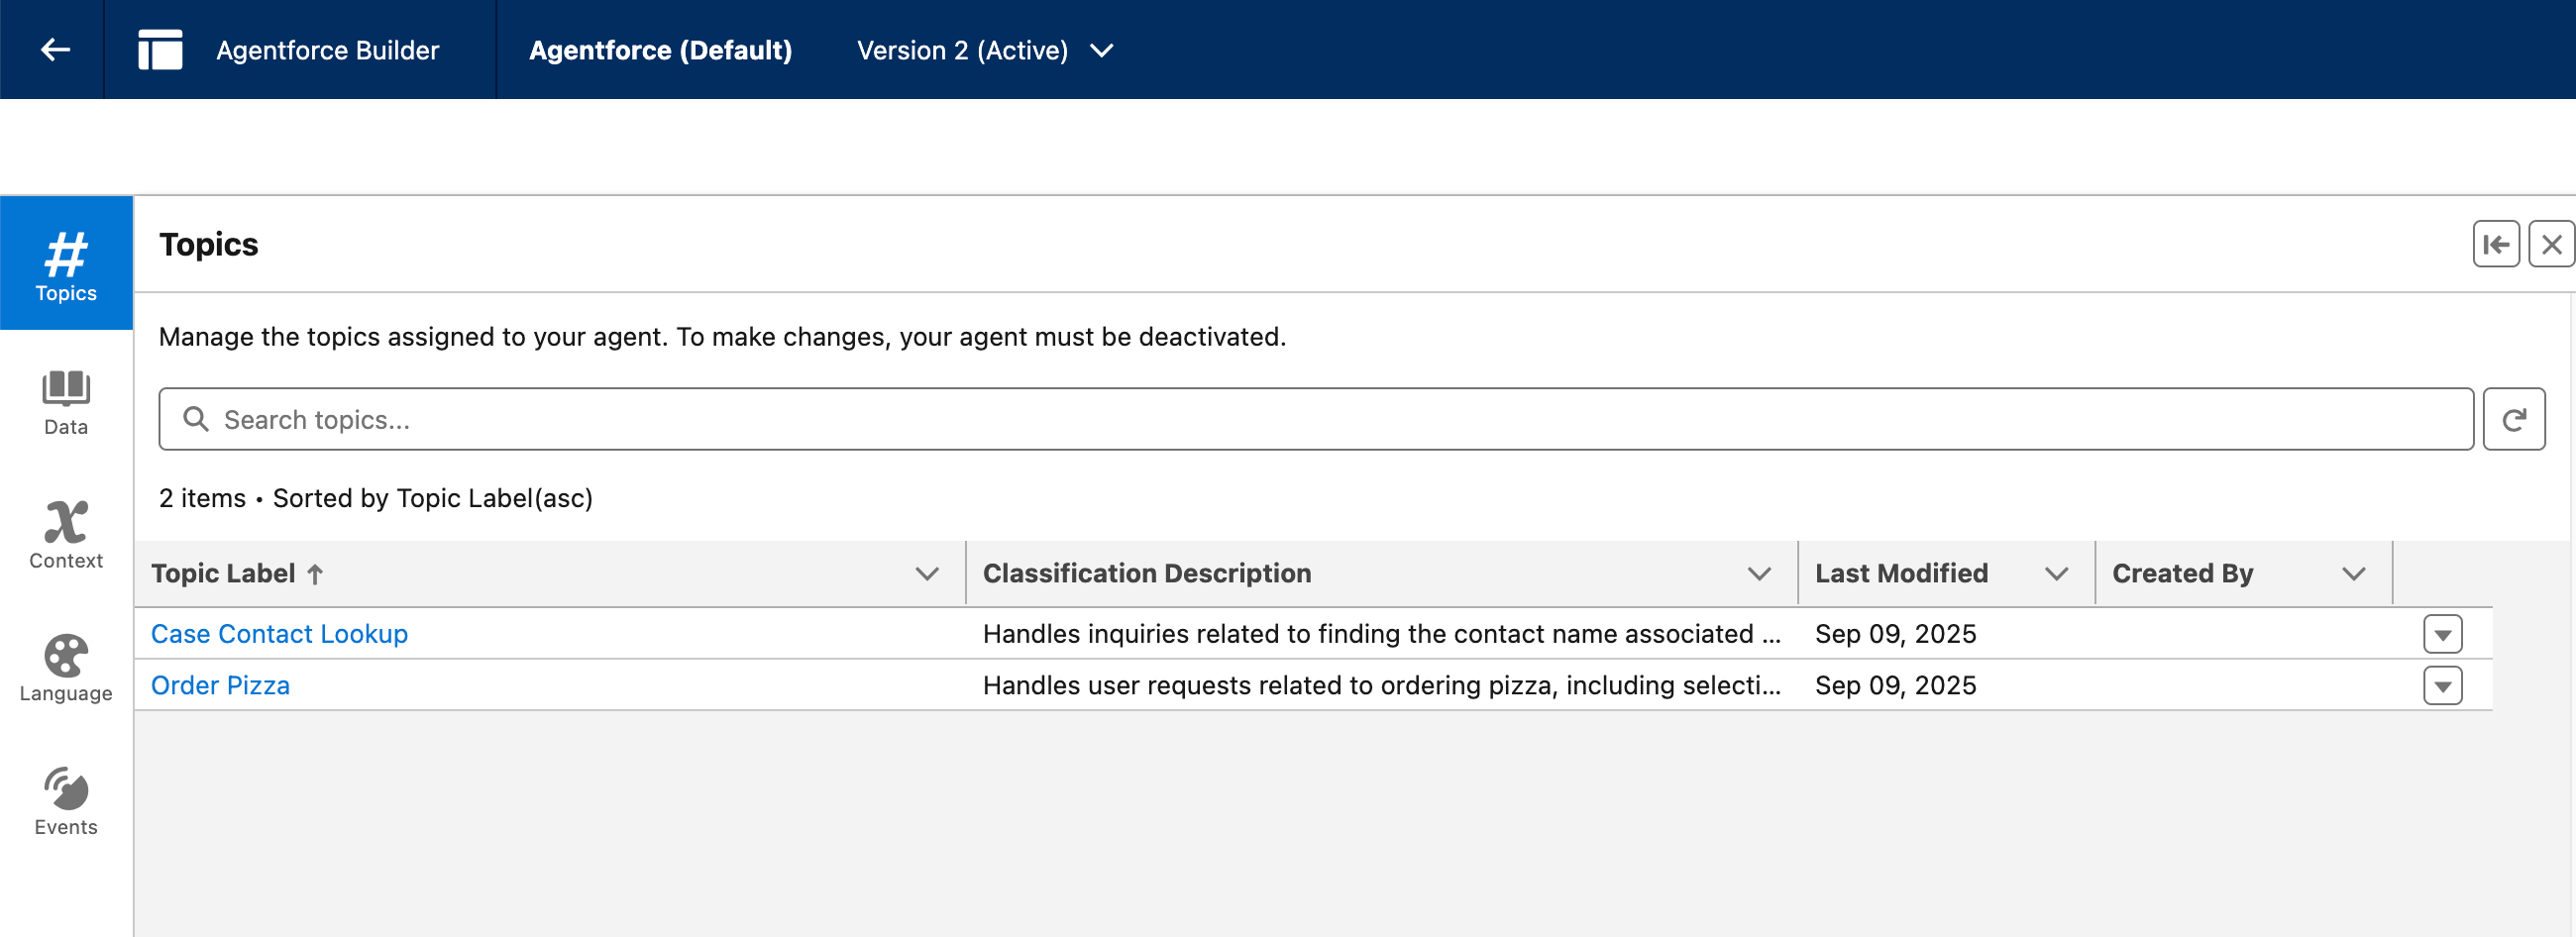 Agentforce Builder Agentforce (Default) Version 2 (Active)
Topics
Topics
Manage the topics assigned to your agent. To make changes, your agent must be deactivated.
Data
Search topics...
2 items • Sorted by Topic Label(asc)
Context
Topic Label Classification Description Last Modified Created By
Case Contact Lookup Handles inquiries related to finding the contact name associated ... Sep 09, 2025
Order Pizza Handles user requests related to ordering pizza, including selecti... Sep 09, 2025
Language
Events